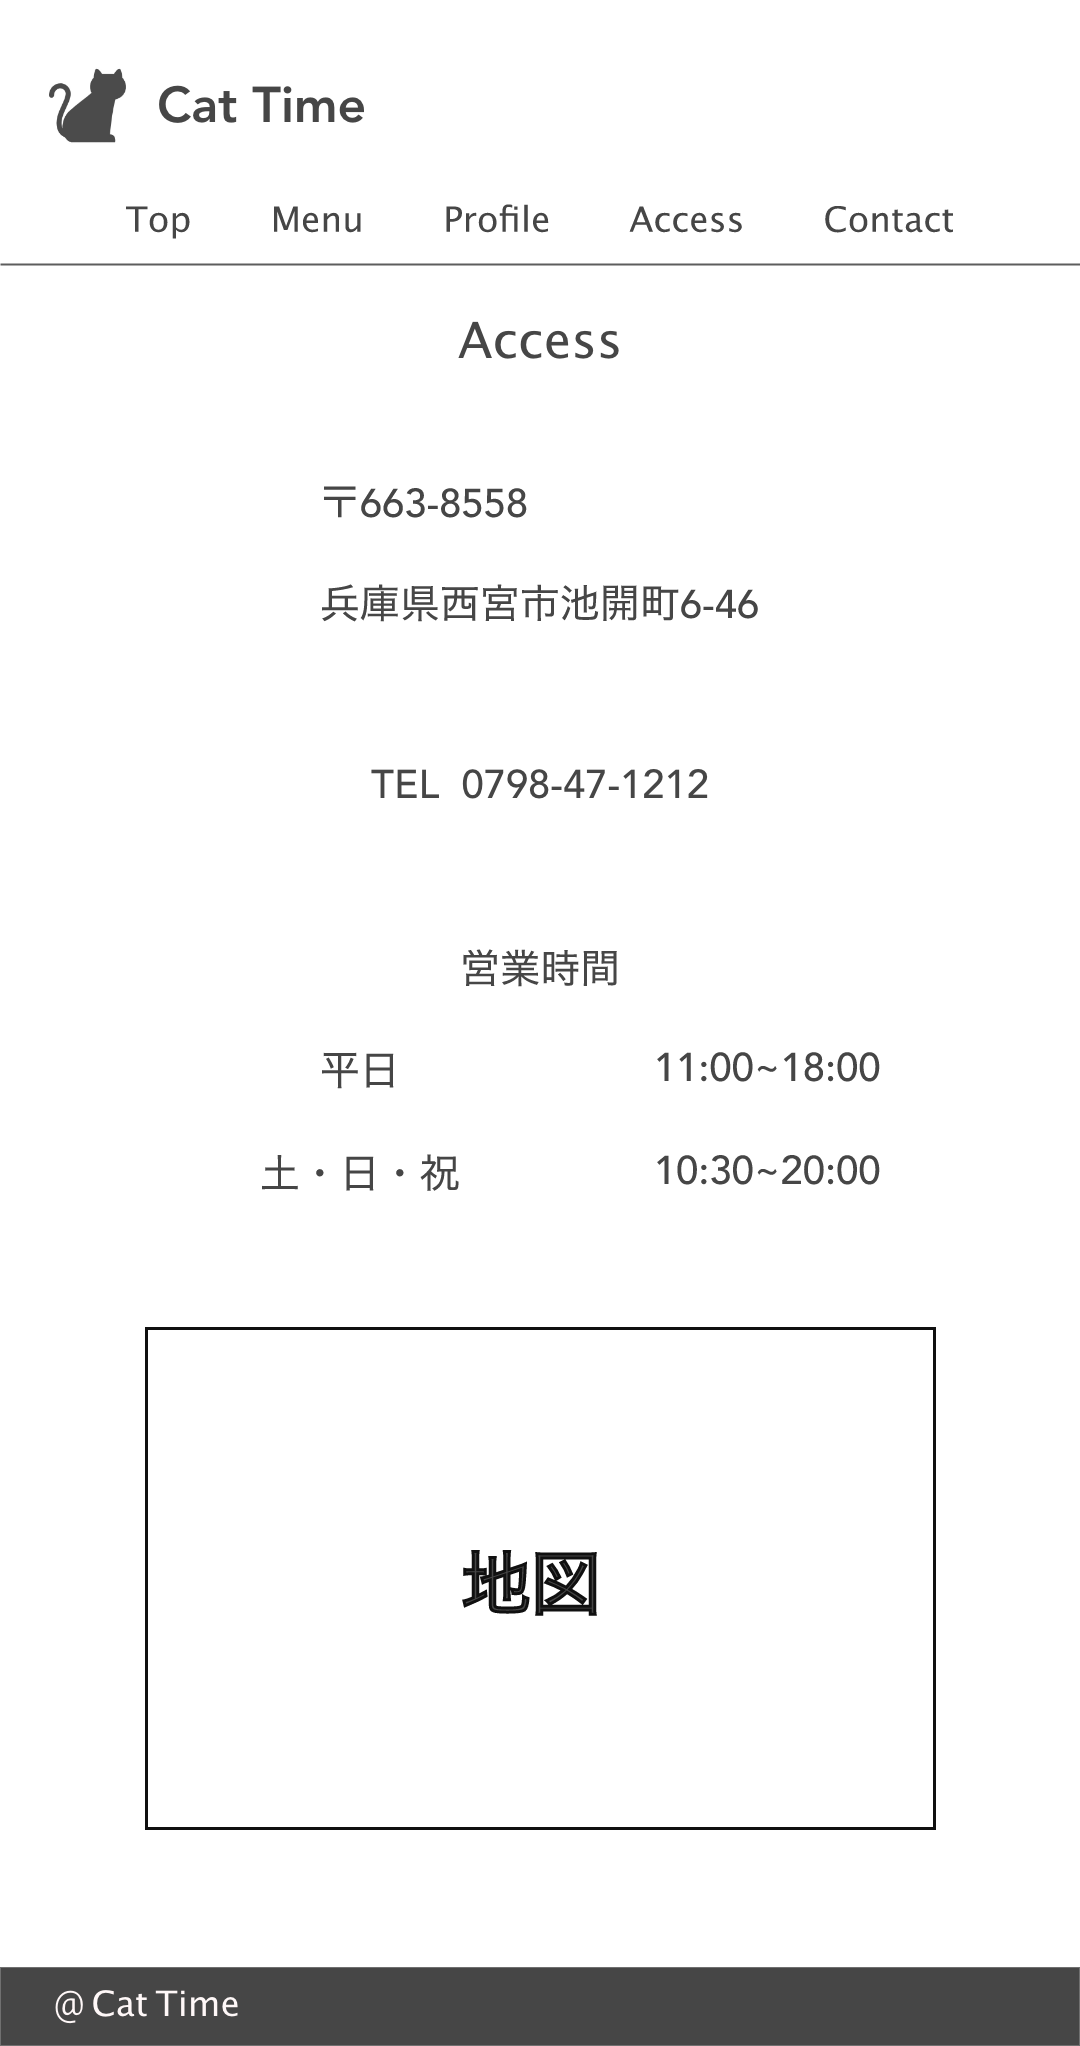 Cat Time
Top Menu Profile Access Contact
Access
〒663-8558
兵庫県西宮市池開町6-46
TEL 0798-47-1212
営業時間
平日 11:00~18:00
土・日・祝 10:30~20:00
地図
@ Cat Time